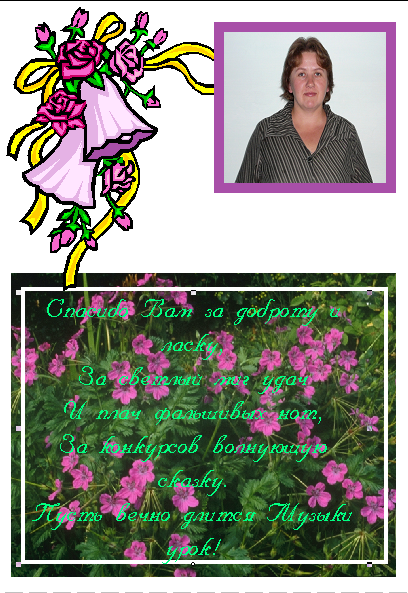 Спасибо Вам за доброту и
ласку,
За светлый миг удач
И плач фальшивых нот,
За конкурсов волнующую
сказку.
Пусть вечно длится Музыки
урок!